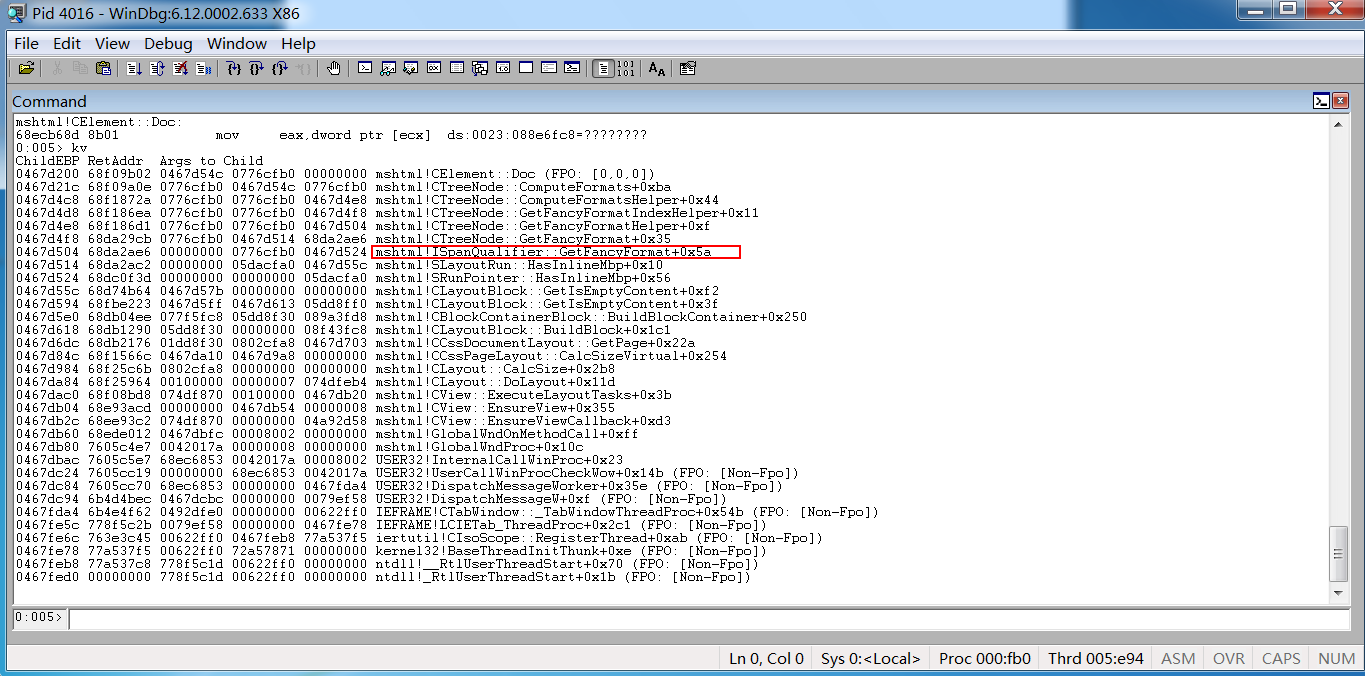 Pid 4016 - WinDbg:6.12.0002.633 X86
File Edit View Debug Window Help
Command
mshtml!CElement::Doc:
68ecb68d 8b01 mov eax,dword ptr [ecx] ds:0023:088e6fc8=????????
0:005> kv
ChildEBP RetAddr Args to Child
0467d200 68f09b02 0467d54c 0776cfb0 00000000 mshtml!CElement::Doc (FPO: [0,0,0])
0467d21c 68f09a0e 0776cfb0 0467d54c 0776cfb0 mshtml!CTreeNode::ComputeFormats+0xba
0467d4c8 68f1872a 0776cfb0 0776cfb0 0467d4e8 mshtml!CTreeNode::ComputeFormatsHelper+0x44
0467d4d8 68f186ea 0776cfb0 0776cfb0 0467d4f8 mshtml!CTreeNode::GetFancyFormatIndexHelper+0x11
0467d4e8 68f186d1 0776cfb0 0776cfb0 0467d504 mshtml!CTreeNode::GetFancyFormatHelper+0xf
0467d4f8 68da29cb 0776cfb0 0467d514 68da2ae6 mshtml!CTreeNode::GetFancyFormat+0x35
0467d504 68da2ae6 00000000 0776cfb0 0467d524 mshtml!ISpanQualifier::GetFancyFormat+0x5a
0467d514 68da2ac2 00000000 05dacfa0 0467d55c mshtml!SLayoutRun::HasInlineMbp+0x10
0467d524 68dc0f3d 00000000 00000000 05dacfa0 mshtml!SRunPointer::HasInlineMbp+0x56
0467d55c 68d74b64 0467d57b 00000000 00000000 mshtml!CLayoutBlock::GetIsEmptyContent+0xf2
0467d594 68fbe223 0467d5ff 0467d613 05dd8ff0 mshtml!CLayoutBlock::GetIsEmptyContent+0x3f
0467d5e0 68db04ee 077f5fc8 05dd8f30 089a3fd8 mshtml!CBlockContainerBlock::BuildBlockContainer+0x250
0467d618 68db1290 05dd8f30 00000000 08f43fc8 mshtml!CLayoutBlock::BuildBlock+0x1c1
0467d6dc 68db2176 01dd8f30 0802cfa8 0467d703 mshtml!CCssDocumentLayout::GetPage+0x22a
0467d84c 68f1566c 0467da10 0467d9a8 00000000 mshtml!CCssPageLayout::CalcSizeVirtual+0x254
0467d984 68f25c6b 0802cfa8 00000000 00000000 mshtml!CLayout::CalcSize+0x2b8
0467da84 68f25964 00100000 00000007 074dfeb4 mshtml!CLayout::DoLayout+0x11d
0467dac0 68f08bd8 074df870 00100000 0467db20 mshtml!CView::ExecuteLayoutTasks+0x3b
0467db04 68e93acd 00000000 0467db54 00000008 mshtml!CView::EnsureView+0x355
0467db2c 68ee93c2 074df870 00000000 04a92d58 mshtml!CView::EnsureViewCallback+0xd3
0467db60 68ede012 0467dbfc 00008002 00000000 mshtml!GlobalWndOnMethodCall+0xff
0467db80 7605c4e7 0042017a 00000008 00000000 mshtml!GlobalWndProc+0x10c
0467dbac 7605c5e7 68ec6853 0042017a 00008002 USER32!InternalCallWinProc+0x23
0467dc24 7605cc19 00000000 68ec6853 0042017a USER32!UserCallWinProcCheckWow+0x14b (FPO: [Non-Fpo])
0467dc84 7605cc70 68ec6853 00000000 0467fda4 USER32!DispatchMessageWorker+0x35e (FPO: [Non-Fpo])
0467dc94 6b4d4bec 0467dcbc 00000000 0079ef58 USER32!DispatchMessageW+0xf (FPO: [Non-Fpo])
0467fda4 6b4e4f62 0492dfe0 00000000 00622ff0 IEFRAME!CTabWindow::_TabWindowThreadProc+0x54b (FPO: [Non-Fpo])
0467fe5c 778f5c2b 0079ef58 00000000 0467fe78 IEFRAME!LCIETab_ThreadProc+0x2c1 (FPO: [Non-Fpo])
0467fe6c 763e3c45 00622ff0 0467feb8 77a537f5 iertutil!CIsoScope::RegisterThread+0xab (FPO: [Non-Fpo])
0467fe78 77a537f5 00622ff0 72a57871 00000000 kernel32!BaseThreadInitThunk+0xe (FPO: [Non-Fpo])
0467feb8 77a537c8 778f5c1d 00622ff0 00000000 ntdll!__RtlUserThreadStart+0x70 (FPO: [Non-Fpo])
0467fed0 00000000 778f5c1d 00622ff0 00000000 ntdll!_RtlUserThreadStart+0x1b (FPO: [Non-Fpo])
0:005>
Ln 0, Col 0 Sys 0:<Local> Proc 000:fb0 Thrd 005:e94 ASM OVR CAPS NUM